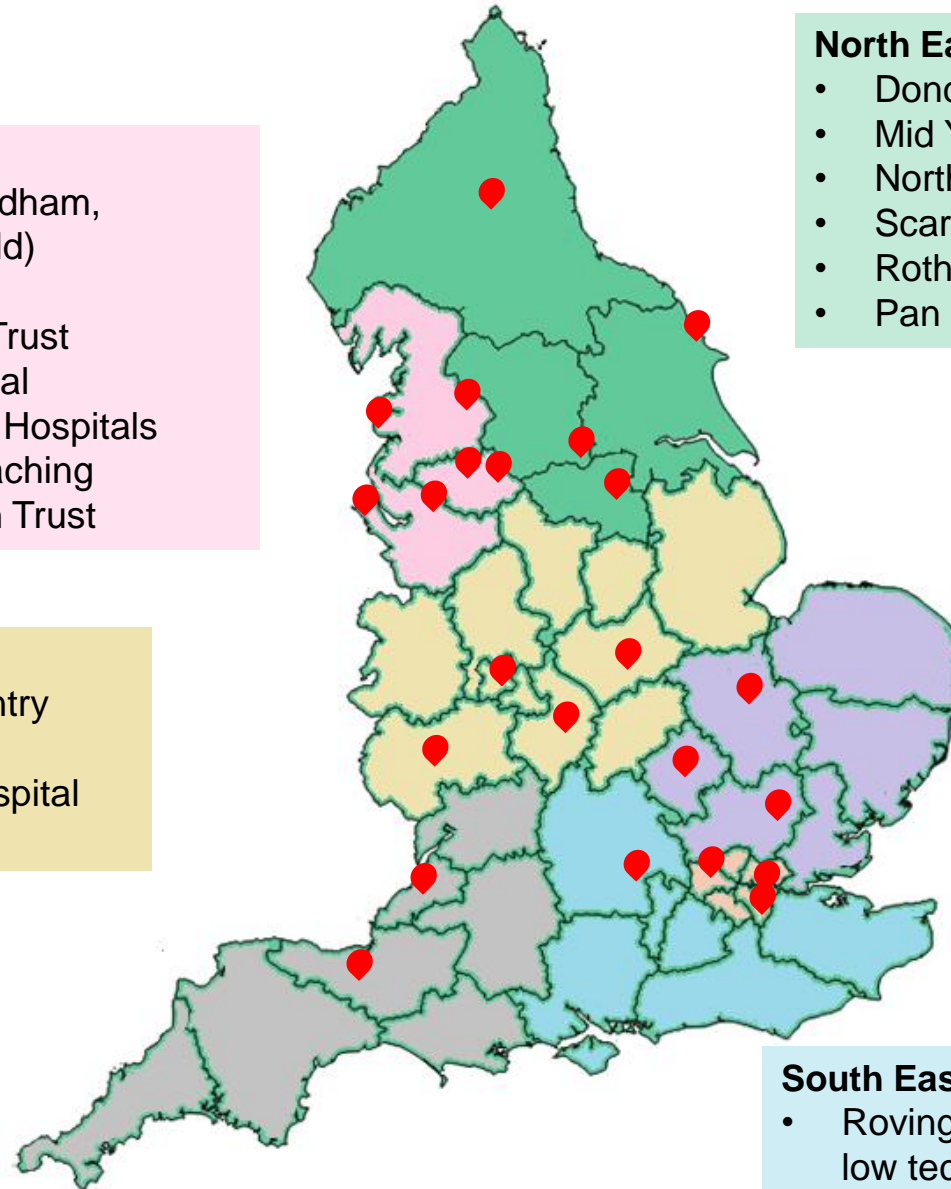 North Ea
• Donc
• Mid Y
• North
• Scar
• Roth
• Pan
dham,
ld)
Trust
al
Hospitals
aching
n Trust
ntry
spital
South Eas
• Roving
low tec